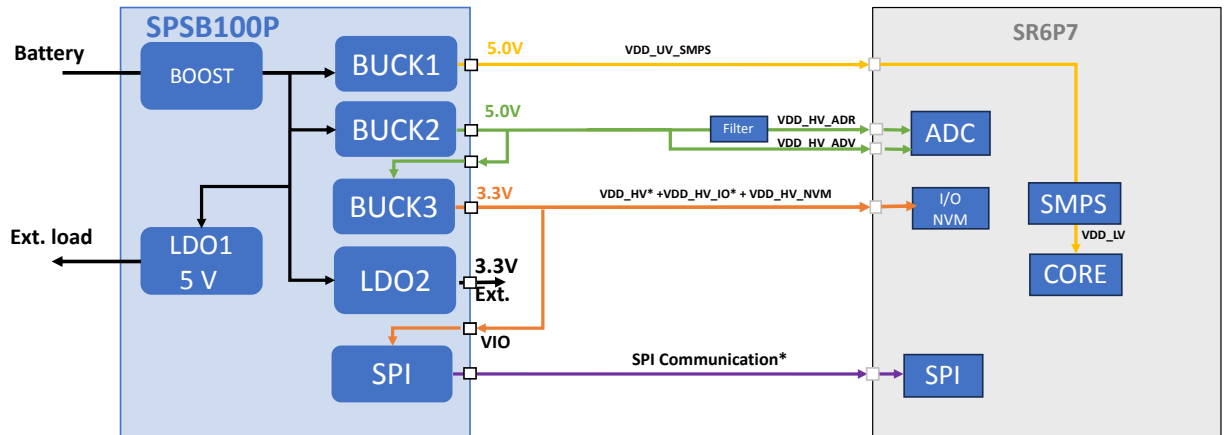 SPSB100P
SR6P7
Battery
BOOST
BUCK1
5.0V
VDD_UV_SMPS
BUCK2
5.0V
Filter
VDD_HV_ADR
VDD_HV_ADV
ADC
BUCK3
3.3V
VDD_HV* +VDD_HV_IO* + VDD_HV_NVM
I/O
NVM
SMPS
VDD_LV
CORE
Ext. load
LDO1
5 V
LDO2
3.3V
Ext.
VIO
SPI
SPI Communication*
SPI